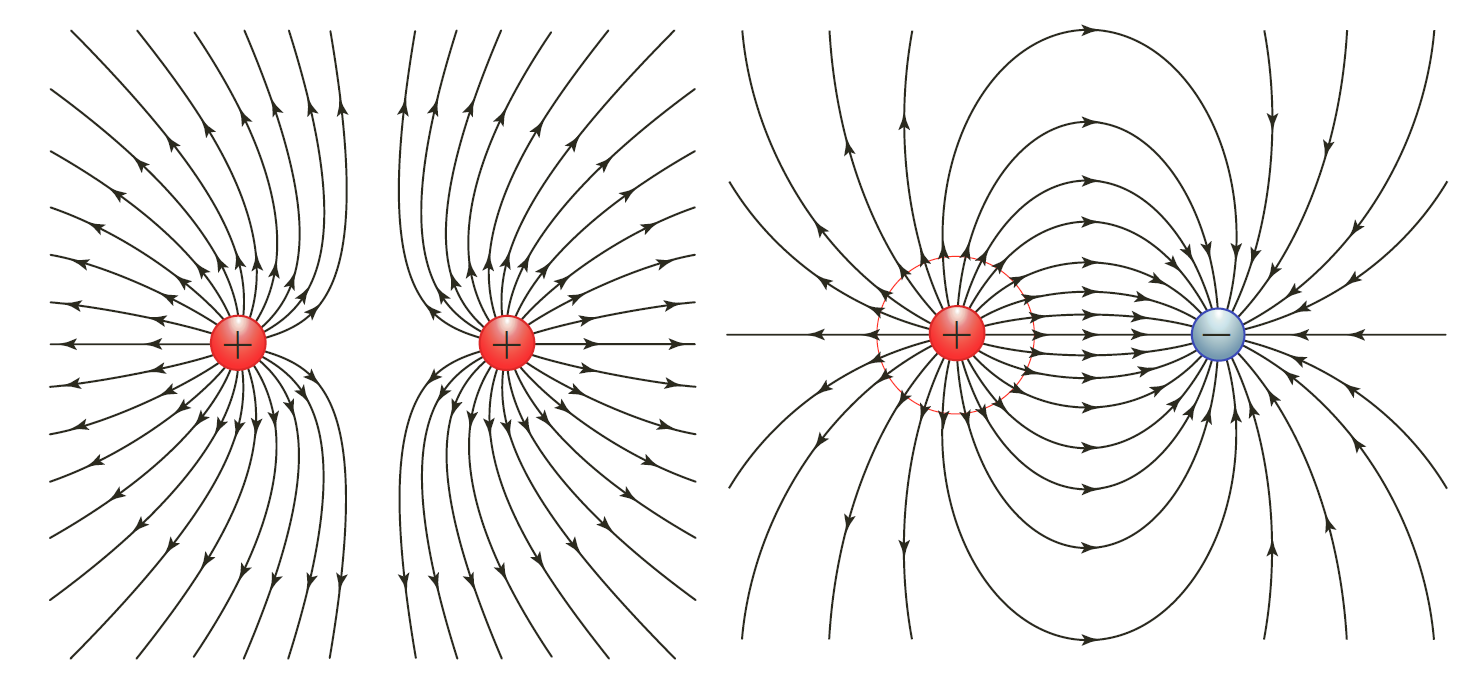 + + + −